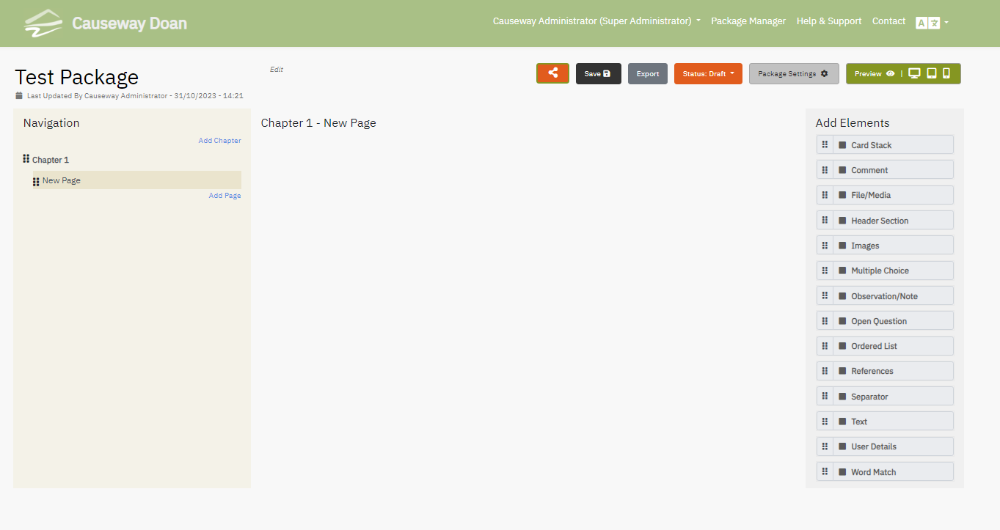 Causeway Doan
Causeway Administrator (Super Administrator) Package Manager Help & Support Contact A 文
Test Package
Edit
Save Export Status: Draft Package Settings Preview |
Last Updated By Causeway Administrator - 31/10/2023 - 14:21
Navigation
Add Chapter
Chapter 1
New Page
Add Page
Chapter 1 - New Page
Add Elements
Card Stack
Comment
File/Media
Header Section
Images
Multiple Choice
Observation/Note
Open Question
Ordered List
References
Separator
Text
User Details
Word Match